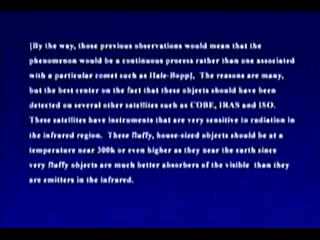 [By the way, those previous observations would mean that the
phenomenon would be a continuous process rather than one associated
with a particular comet such as Hale-Bopp]. The reasons are many,
but the best center on the fact that these objects should have been
detected on several other satellites such as COBE, IRAS and ISO.
These satellites have instruments that are very sensitive to radiation in
the infrared region. These fluffy, house-sized objects should be at a
temperature near 300k or even higher as they near the earth since
very fluffy objects are much better absorbers of the visible than they
are emitters in the infrared.